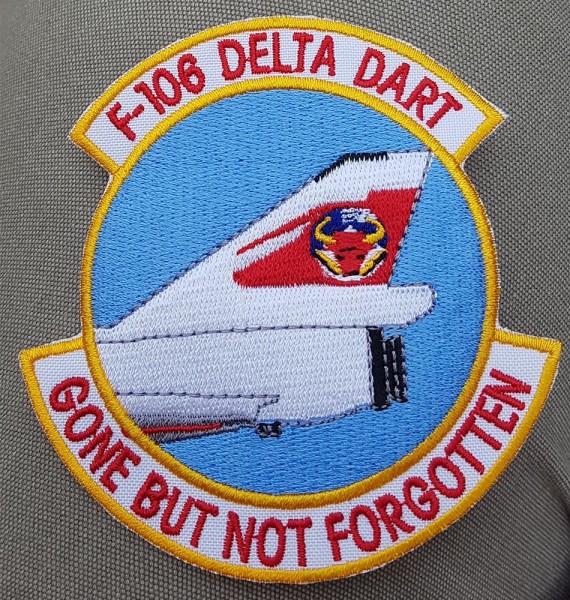 F-106 DELTA DART
GONE BUT NOT FORGOTTEN